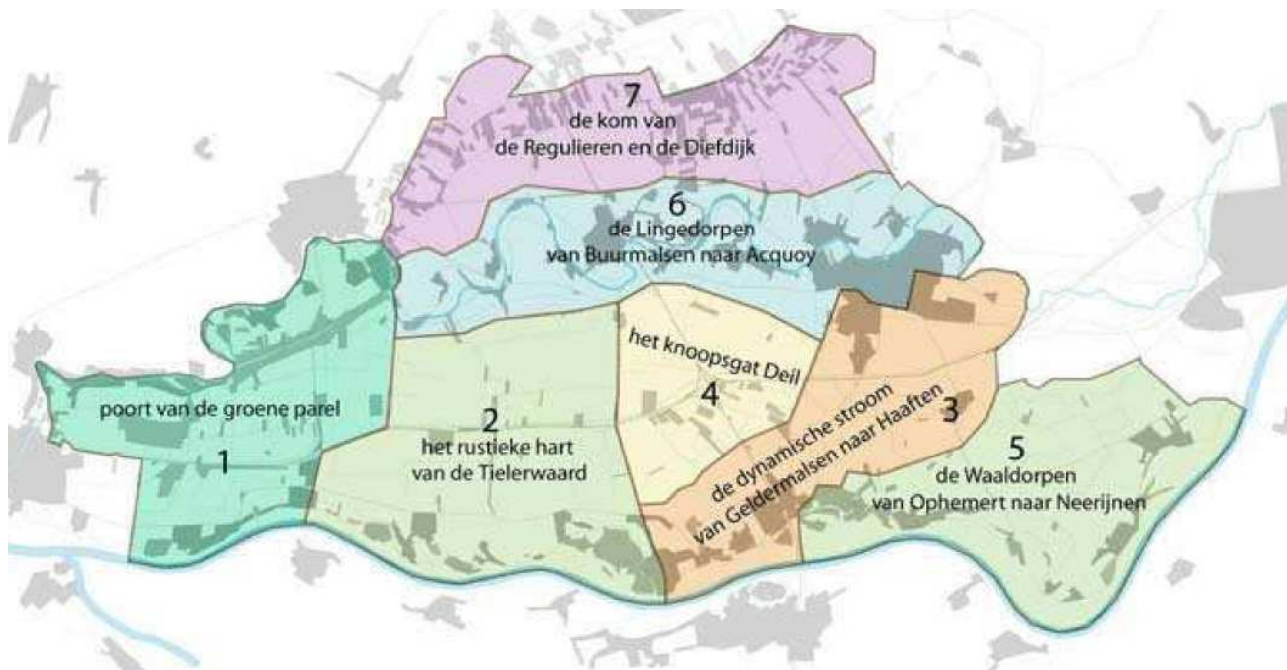 7
de kom van
de Regulieren en de Diefdijk
6
de Lingedorpen
van Buurmalsen naar Acquoy
het knoopsgat Deil
4
poort van de groene parel
1
2
het rustieke hart
van de Tielerwaard
3
de dynamische stroom
van Geldermalsen naar Haaften
5
de Waaldorpen
van Ophemert naar Neerijnen